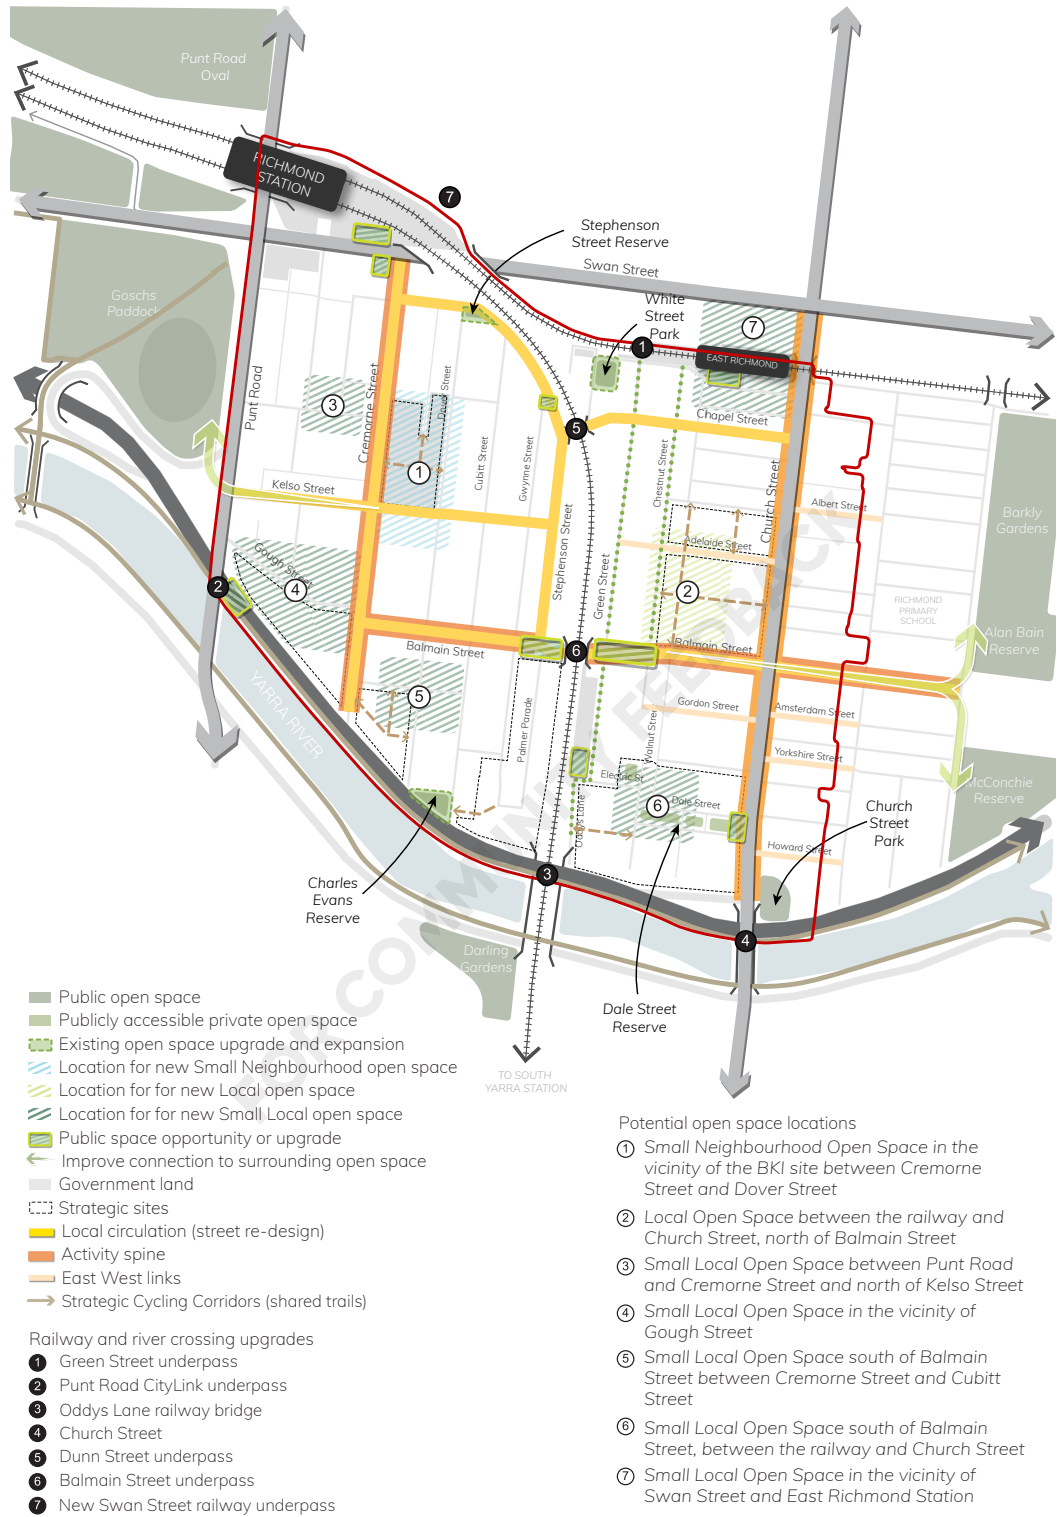 Punt Road
Oval
RICHMOND
STATION
7
Stephenson
Street Reserve
Swan Street
Goschs
Paddock
White
Street
Park
7
1
EAST RICHMOND
Punt Road
3
Cremorne Street
Dover Street
Chapel Street
5
Cubitt Street
Gwynne Street
Chestnut Street
Church Street
1
Kelso Street
Albert Street
Barkly
Gardens
Stephenson Street
Adelaide Street
Gough Street
Green Street
2
4
2
RICHMOND
PRIMARY
SCHOOL
Alan Bain
Reserve
Balmain Street
6
Balmain Street
YARRA RIVER
5
Palmer Parade
Gordon Street
Amsterdam Street
Walnut Street
Yorkshire Street
Electric St
McConchie
Reserve
6
Dale Street
Oddys Lane
Church
Street
Park
Howard Street
3
Charles
Evans
Reserve
4
Darling
Gardens
Dale Street
Reserve
TO SOUTH
YARRA STATION
FOR COMMUNITY FEEDBACK
Public open space
Publicly accessible private open space
Existing open space upgrade and expansion
Location for new Small Neighbourhood open space
Location for for new Local open space
Location for for new Small Local open space
Public space opportunity or upgrade
Improve connection to surrounding open space
Government land
Strategic sites
Local circulation (street re-design)
Activity spine
East West links
Strategic Cycling Corridors (shared trails)
Railway and river crossing upgrades
1 Green Street underpass
2 Punt Road CityLink underpass
3 Oddys Lane railway bridge
4 Church Street
5 Dunn Street underpass
6 Balmain Street underpass
7 New Swan Street railway underpass
Potential open space locations
1 Small Neighbourhood Open Space in the
vicinity of the BKI site between Cremorne
Street and Dover Street
2 Local Open Space between the railway and
Church Street, north of Balmain Street
3 Small Local Open Space between Punt Road
and Cremorne Street and north of Kelso Street
4 Small Local Open Space in the vicinity of
Gough Street
5 Small Local Open Space south of Balmain
Street between Cremorne Street and Cubitt
Street
6 Small Local Open Space south of Balmain
Street, between the railway and Church Street
7 Small Local Open Space in the vicinity of
Swan Street and East Richmond Station